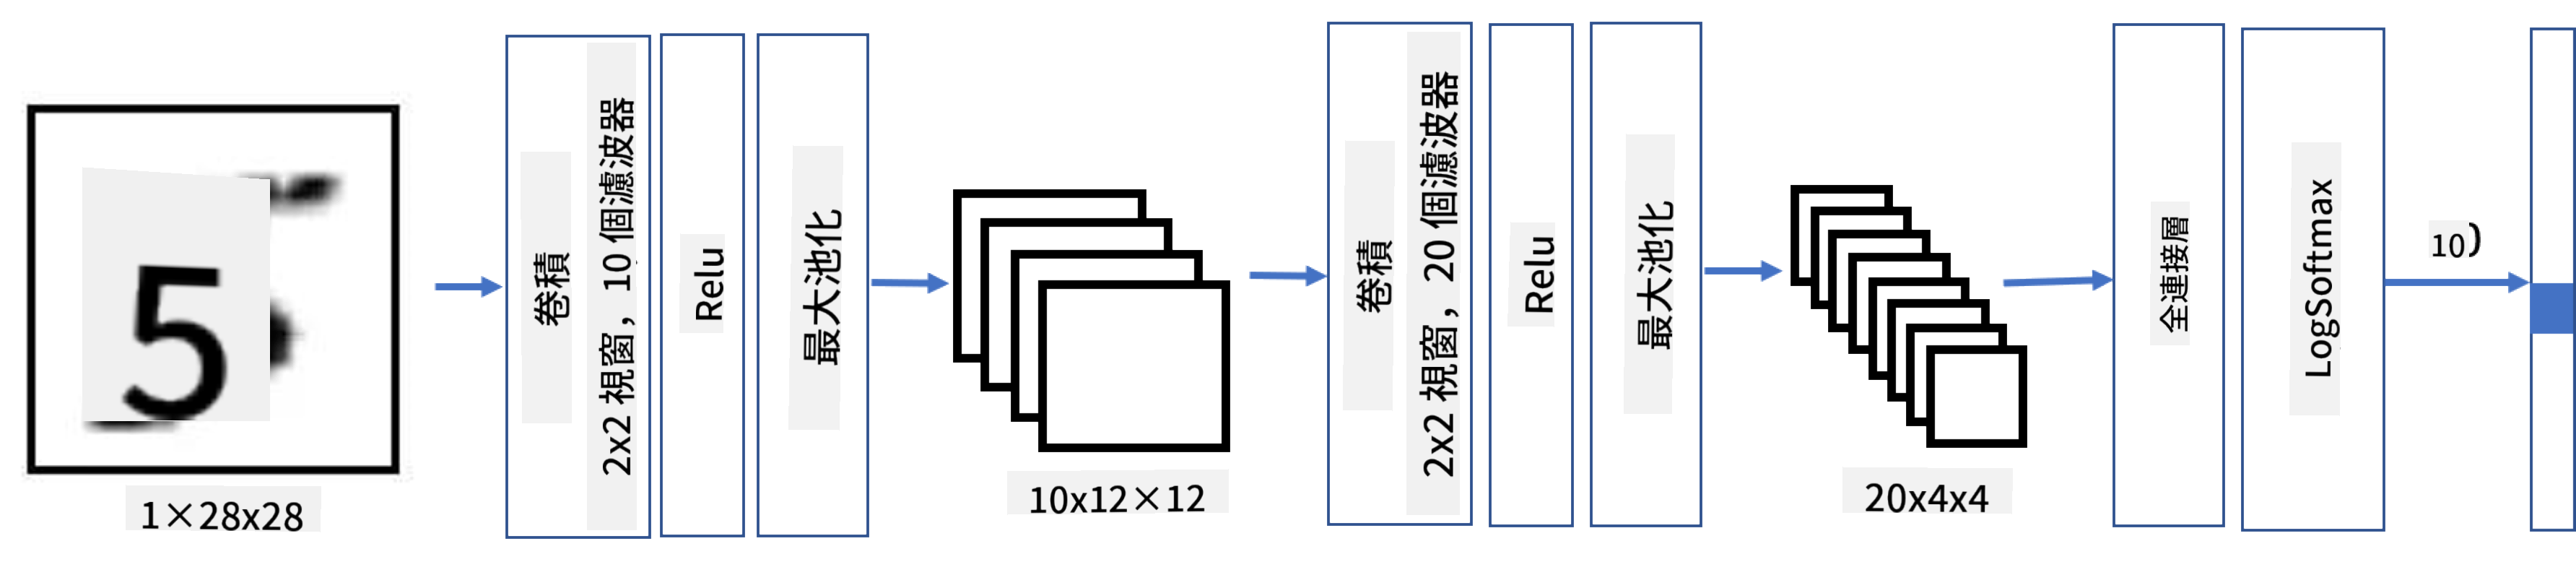 5
1×28x28
卷積
2x2 視窗，10 個濾波器
Relu
最大池化
10x12×12
卷積
2x2 視窗，20 個濾波器
Relu
最大池化
20x4x4
全連接層
LogSoftmax
10)